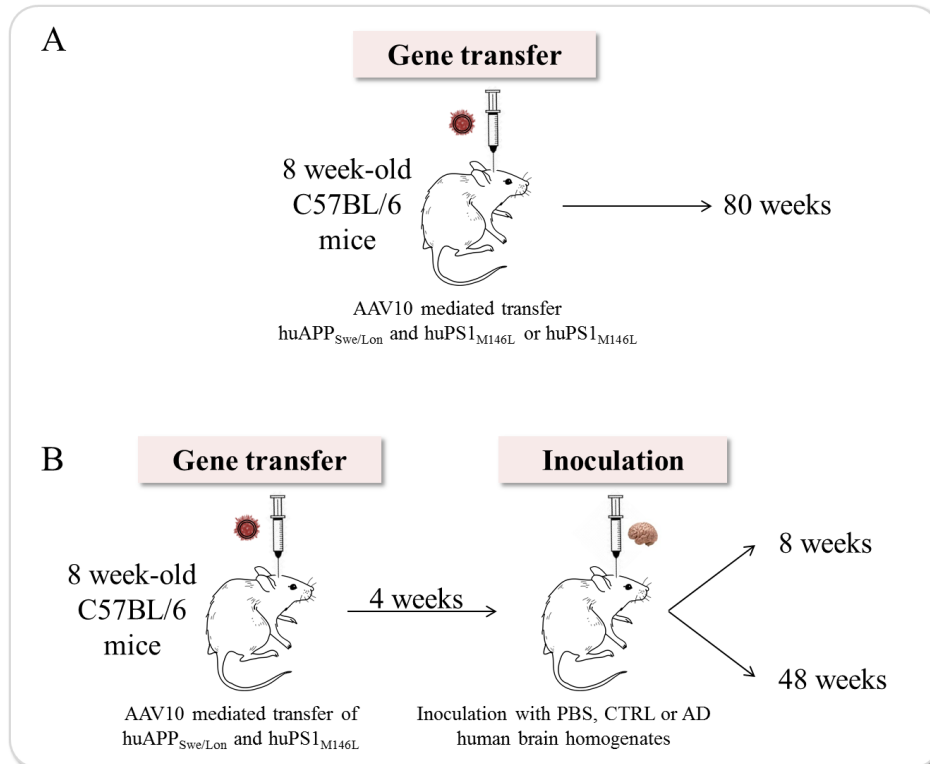 A
Gene transfer
8 week-old
C57BL/6
mice
80 weeks
AAV10 mediated transfer
huAPPSwe/Lon and huPS1M146L or huPS1M146L
B
Gene transfer
Inoculation
8 week-old
C57BL/6
mice
4 weeks
8 weeks
48 weeks
AAV10 mediated transfer of
huAPPSwe/Lon and huPS1M146L
Inoculation with PBS, CTRL or AD
human brain homogenates